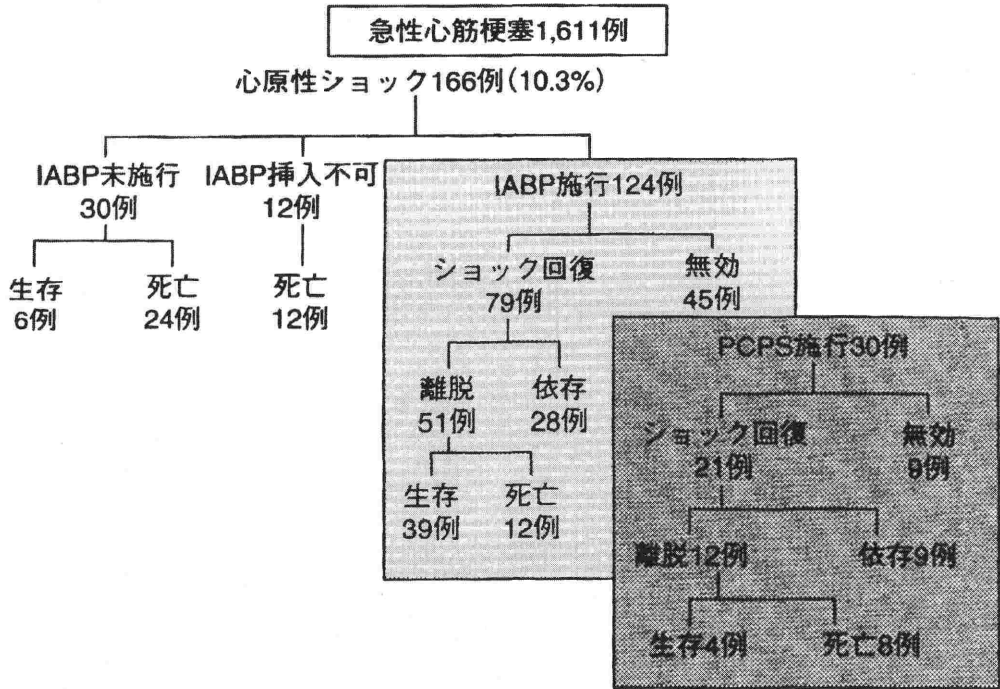 急性心筋梗塞1,611例
心原性ショック166例(10.3%)
IABP未施行
30例
IABP挿入不可
12例
IABP施行124例
生存
6例
死亡
24例
死亡
12例
ショック回復
79例
無効
45例
離脱
51例
依存
28例
生存
39例
死亡
12例
PCPS施行30例
ショック回復
21例
無効
9例
離脱12例
依存9例
生存4例
死亡8例